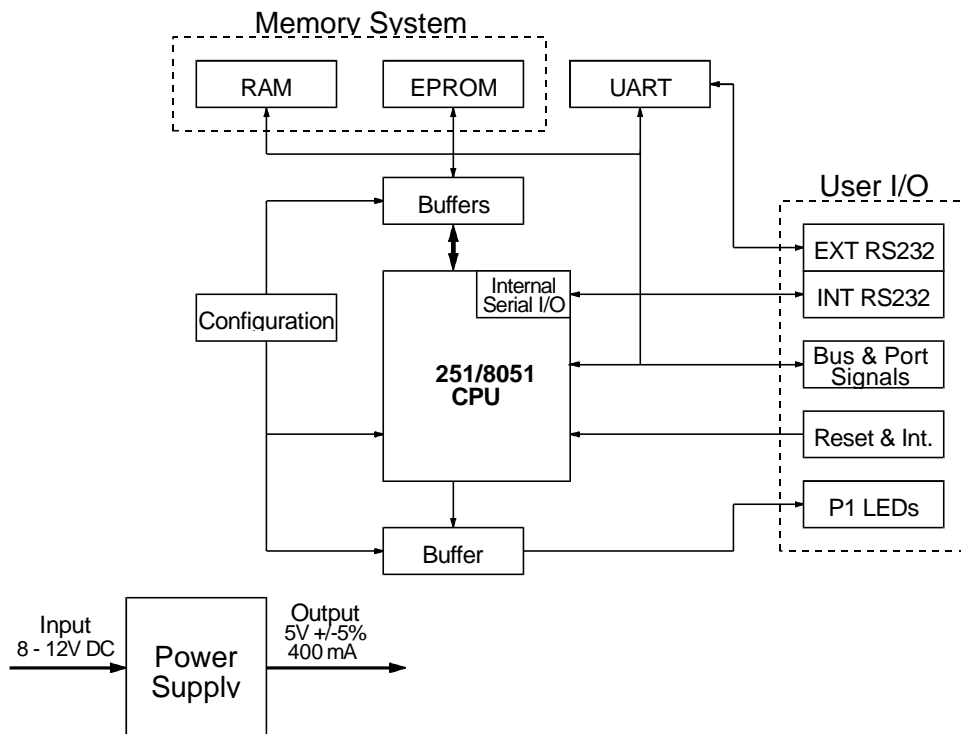 Memory System
RAM
EPROM
UART
User I/O
Buffers
EXT RS232
Internal
Serial I/O
INT RS232
Configuration
251/8051
CPU
Bus & Port
Signals
Reset & Int.
P1 LEDs
Buffer
Input
8 - 12V DC
Power
Supply
Output
5V +/-5%
400 mA